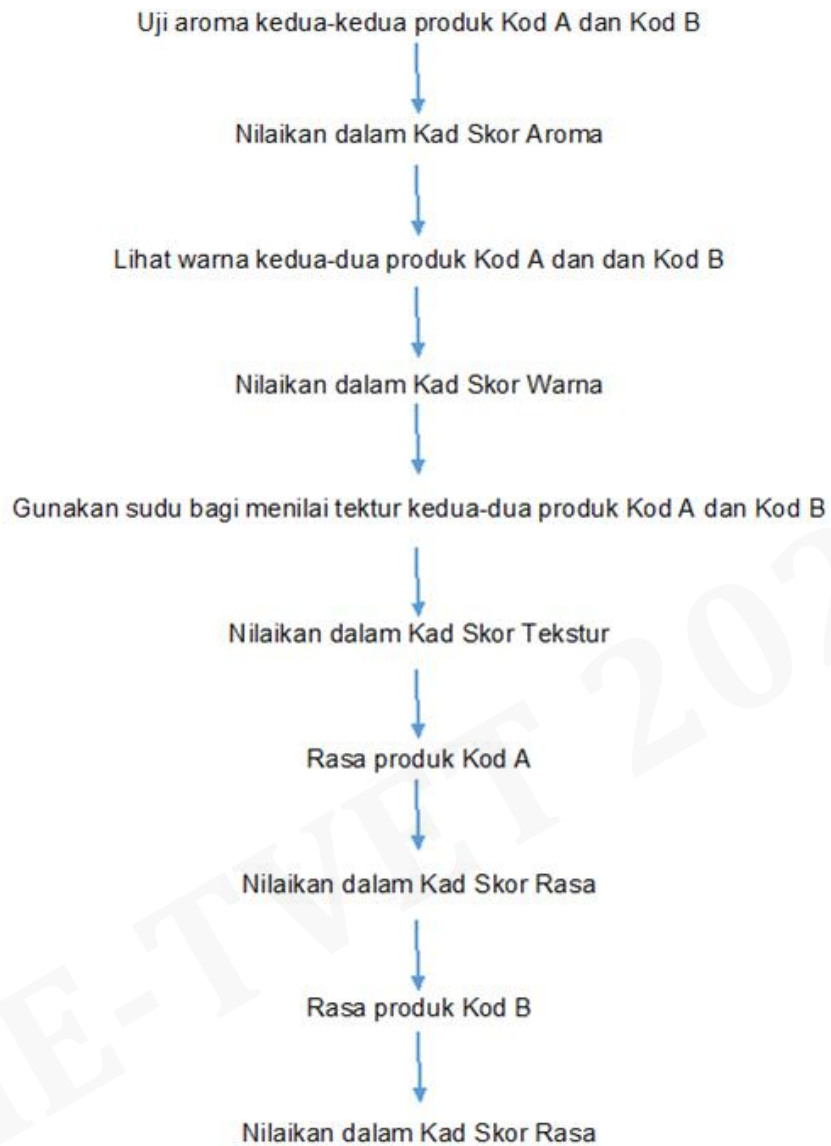 Uji aroma kedua-kedua produk Kod A dan Kod B
Nilaikan dalam Kad Skor Aroma
Lihat warna kedua-dua produk Kod A dan dan Kod B
Nilaikan dalam Kad Skor Warna
Gunakan sudu bagi menilai tektur kedua-dua produk Kod A dan Kod B
Nilaikan dalam Kad Skor Tekstur
Rasa produk Kod A
Nilaikan dalam Kad Skor Rasa
Rasa produk Kod B
Nilaikan dalam Kad Skor Rasa